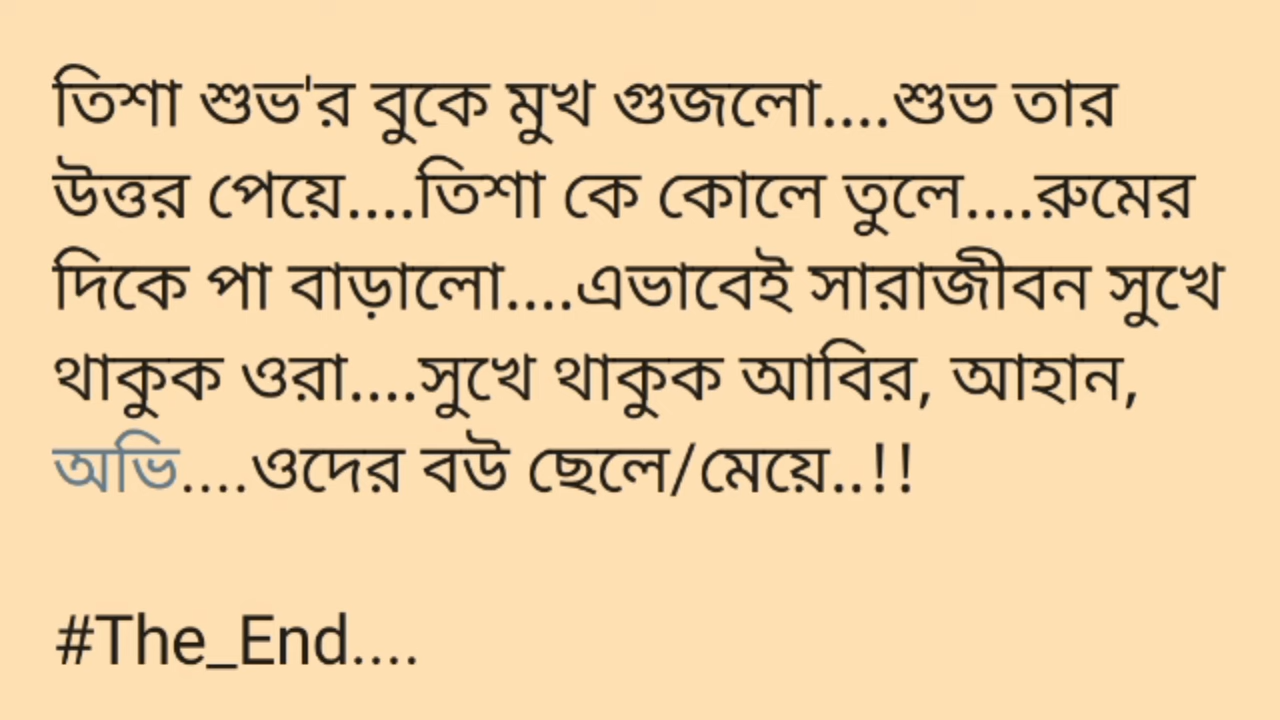 তিশা শুভ'র বুকে মুখ গুজলো....শুভ তার
উত্তর পেয়ে....তিশা কে কোলে তুলে....রুমের
দিকে পা বাড়ালো....এভাবেই সারাজীবন সুখে
থাকুক ওরা....সুখে থাকুক আবির, আহান,
অভি....ওদের বউ ছেলে/মেয়ে..!!
#The_End....